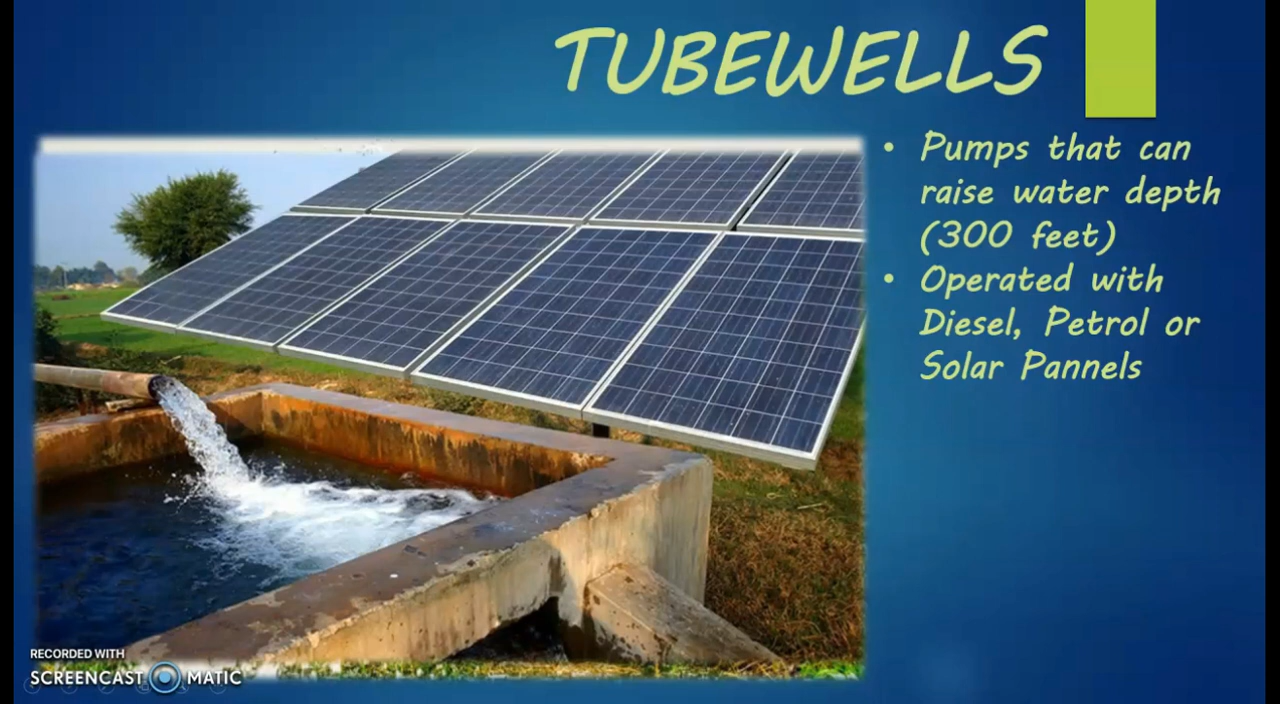 TUBEWELLS
• Pumps that can
raise water depth
(300 feet)
• Operated with
Diesel, Petrol or
Solar Pannels
RECORDED WITH
SCREENCAST MATIC